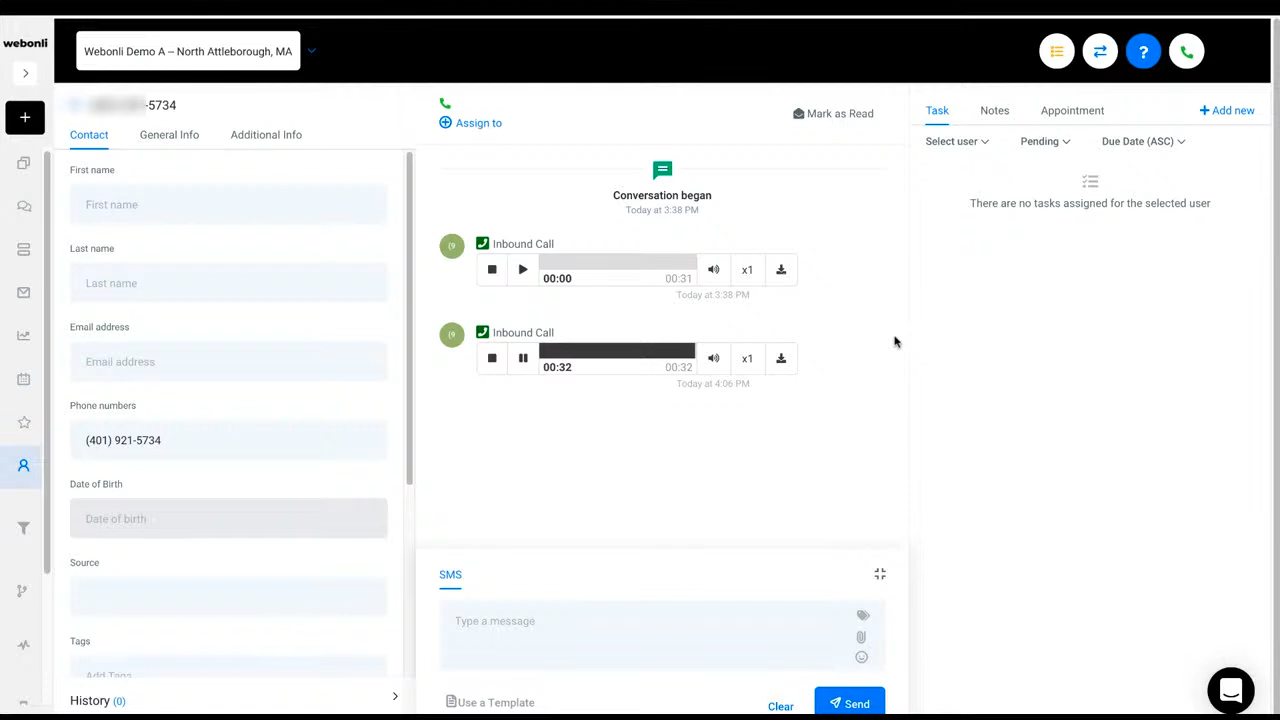 webonli
Webonli Demo A – North Attleborough, MA
?
-5734
Contact
General Info
Additional Info
First name
First name
Last name
Last name
Email address
Email address
Phone numbers
(401) 921-5734
Date of Birth
Date of birth
Source
Tags
Add Tags
History (0)
Assign to
Mark as Read
Conversation began
Today at 3:38 PM
(9
Inbound Call
00:00
00:31
x1
Today at 3:38 PM
(9
Inbound Call
00:32
00:32
x1
Today at 4:06 PM
SMS
Type a message
Use a Template
Clear
Send
Task
Notes
Appointment
+ Add new
Select user
Pending
Due Date (ASC)
There are no tasks assigned for the selected user